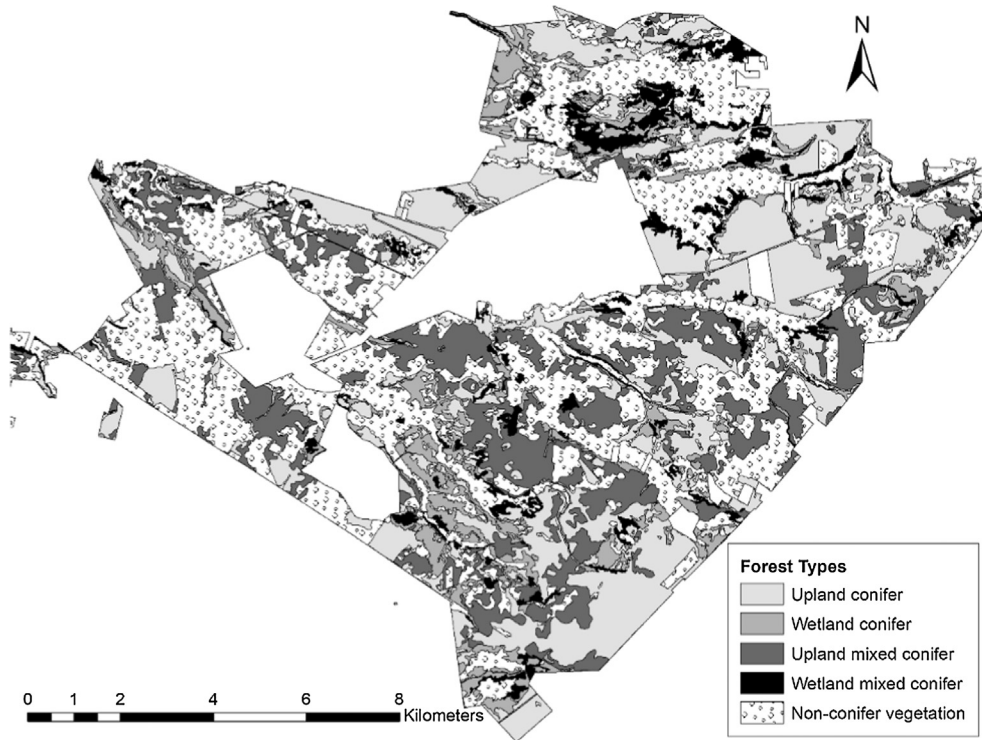 N
Forest Types
Upland conifer
Wetland conifer
Upland mixed conifer
Wetland mixed conifer
Non-conifer vegetation
0 1 2 4 6 8
Kilometers